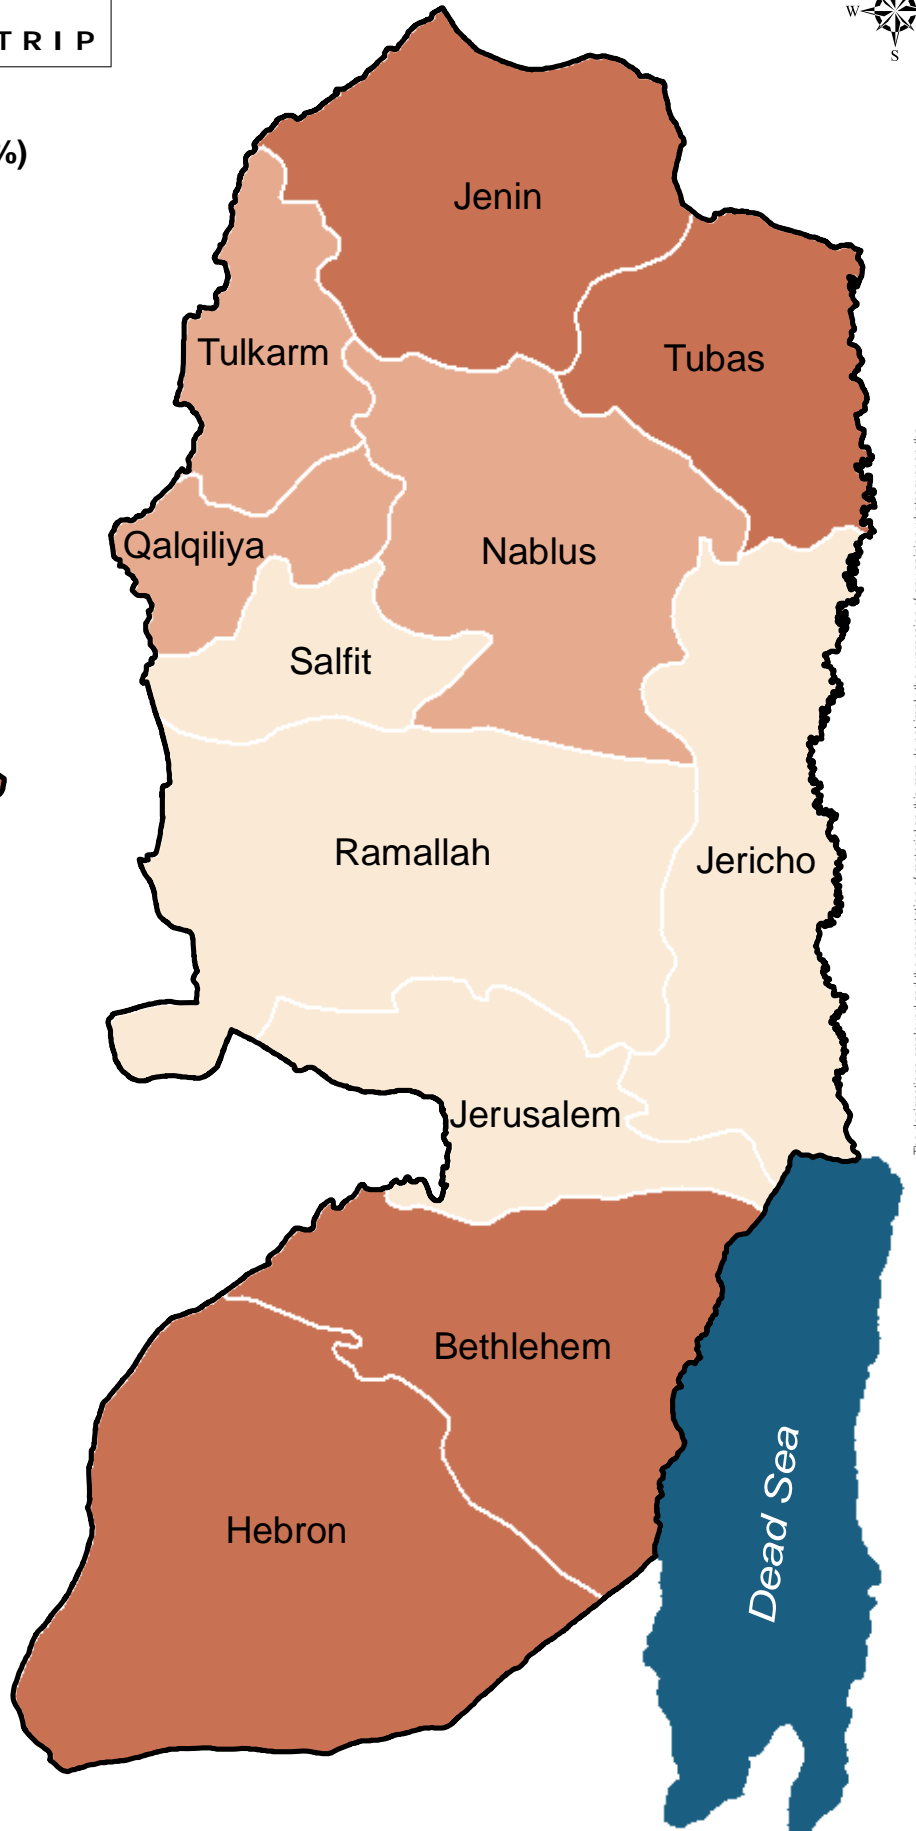 TRIP
W
S
%)
Jenin
Tulkarm
Tubas
Qalqiliya
Nablus
Salfit
Ramallah
Jericho
Jerusalem
Bethlehem
Hebron
Dead Sea